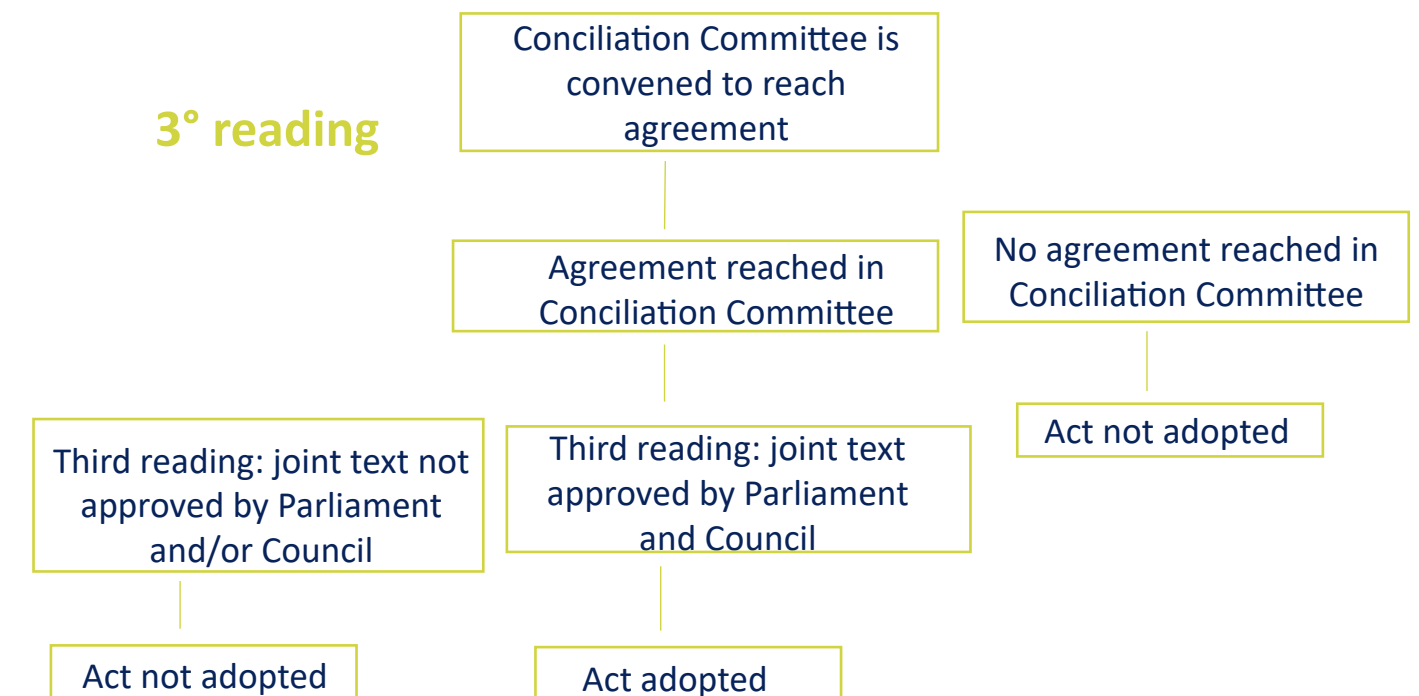 Conciliation Committee is
convened to reach
agreement
3° reading
Agreement reached in
Conciliation Committee
No agreement reached in
Conciliation Committee
Act not adopted
Third reading: joint text not
approved by Parliament
and/or Council
Third reading: joint text
approved by Parliament
and Council
Act not adopted
Act adopted